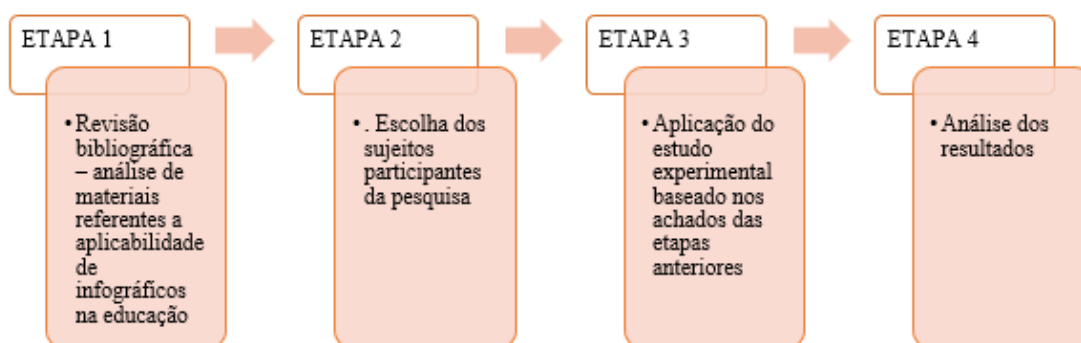 ETAPA 1
ETAPA 2
ETAPA 3
ETAPA 4
• Revisão
bibliográfica
– análise de
materiais
referentes a
aplicabilidade
de
infográficos
na educação
• . Escolha dos
sujeitos
participantes
da pesquisa
• Aplicação do
estudo
experimental
baseado nos
achados das
etapas
anteriores
• Análise dos
resultados